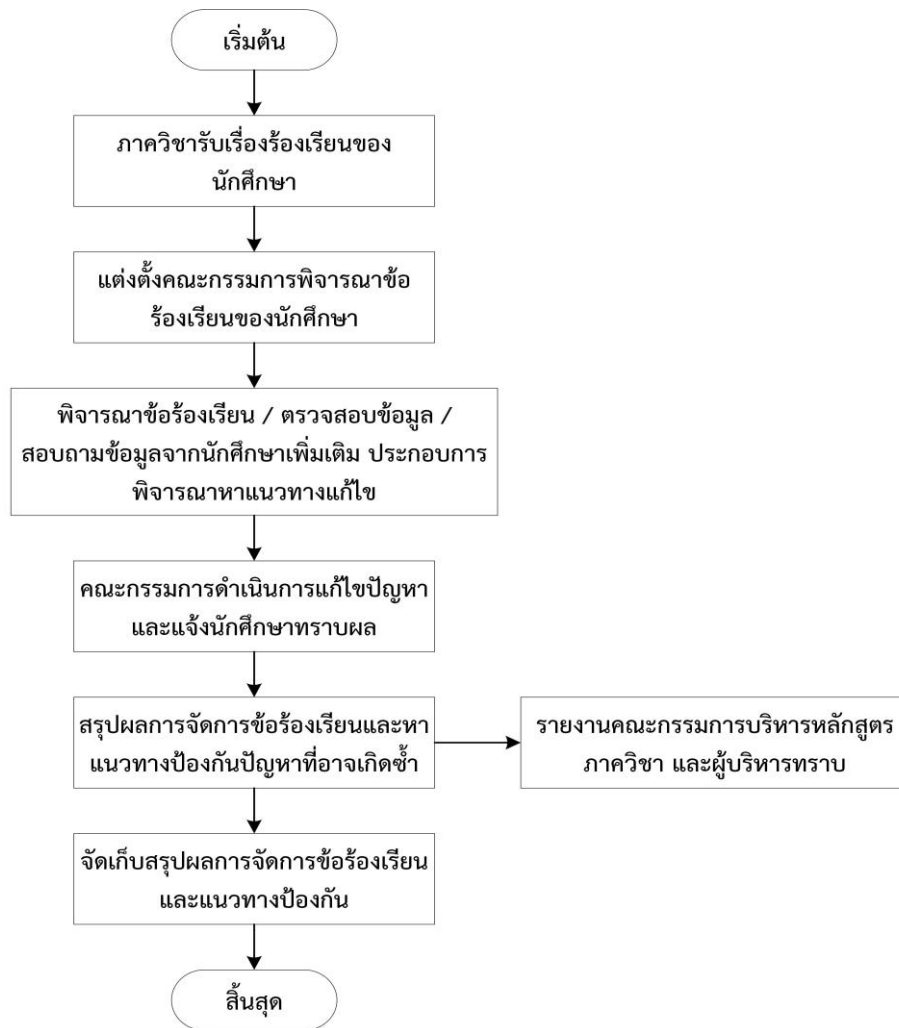 เริ่มต้น
ภาควิชารับเรื่องร้องเรียนของ
นักศึกษา
แต่งตั้งคณะกรรมการพิจารณาข้อ
ร้องเรียนของนักศึกษา
พิจารณาข้อร้องเรียน / ตรวจสอบข้อมูล /
สอบถามข้อมูลจากนักศึกษาเพิ่มเติม ประกอบการ
พิจารณาหาแนวทางแก้ไข
คณะกรรมการดำเนินการแก้ไขปัญหา
และแจ้งนักศึกษาทราบผล
สรุปผลการจัดการข้อร้องเรียนและหา
แนวทางป้องกันปัญหาที่อาจเกิดซ้ำ
รายงานคณะกรรมการบริหารหลักสูตร
ภาควิชา และผู้บริหารทราบ
จัดเก็บสรุปผลการจัดการข้อร้องเรียน
และแนวทางป้องกัน
สิ้นสุด